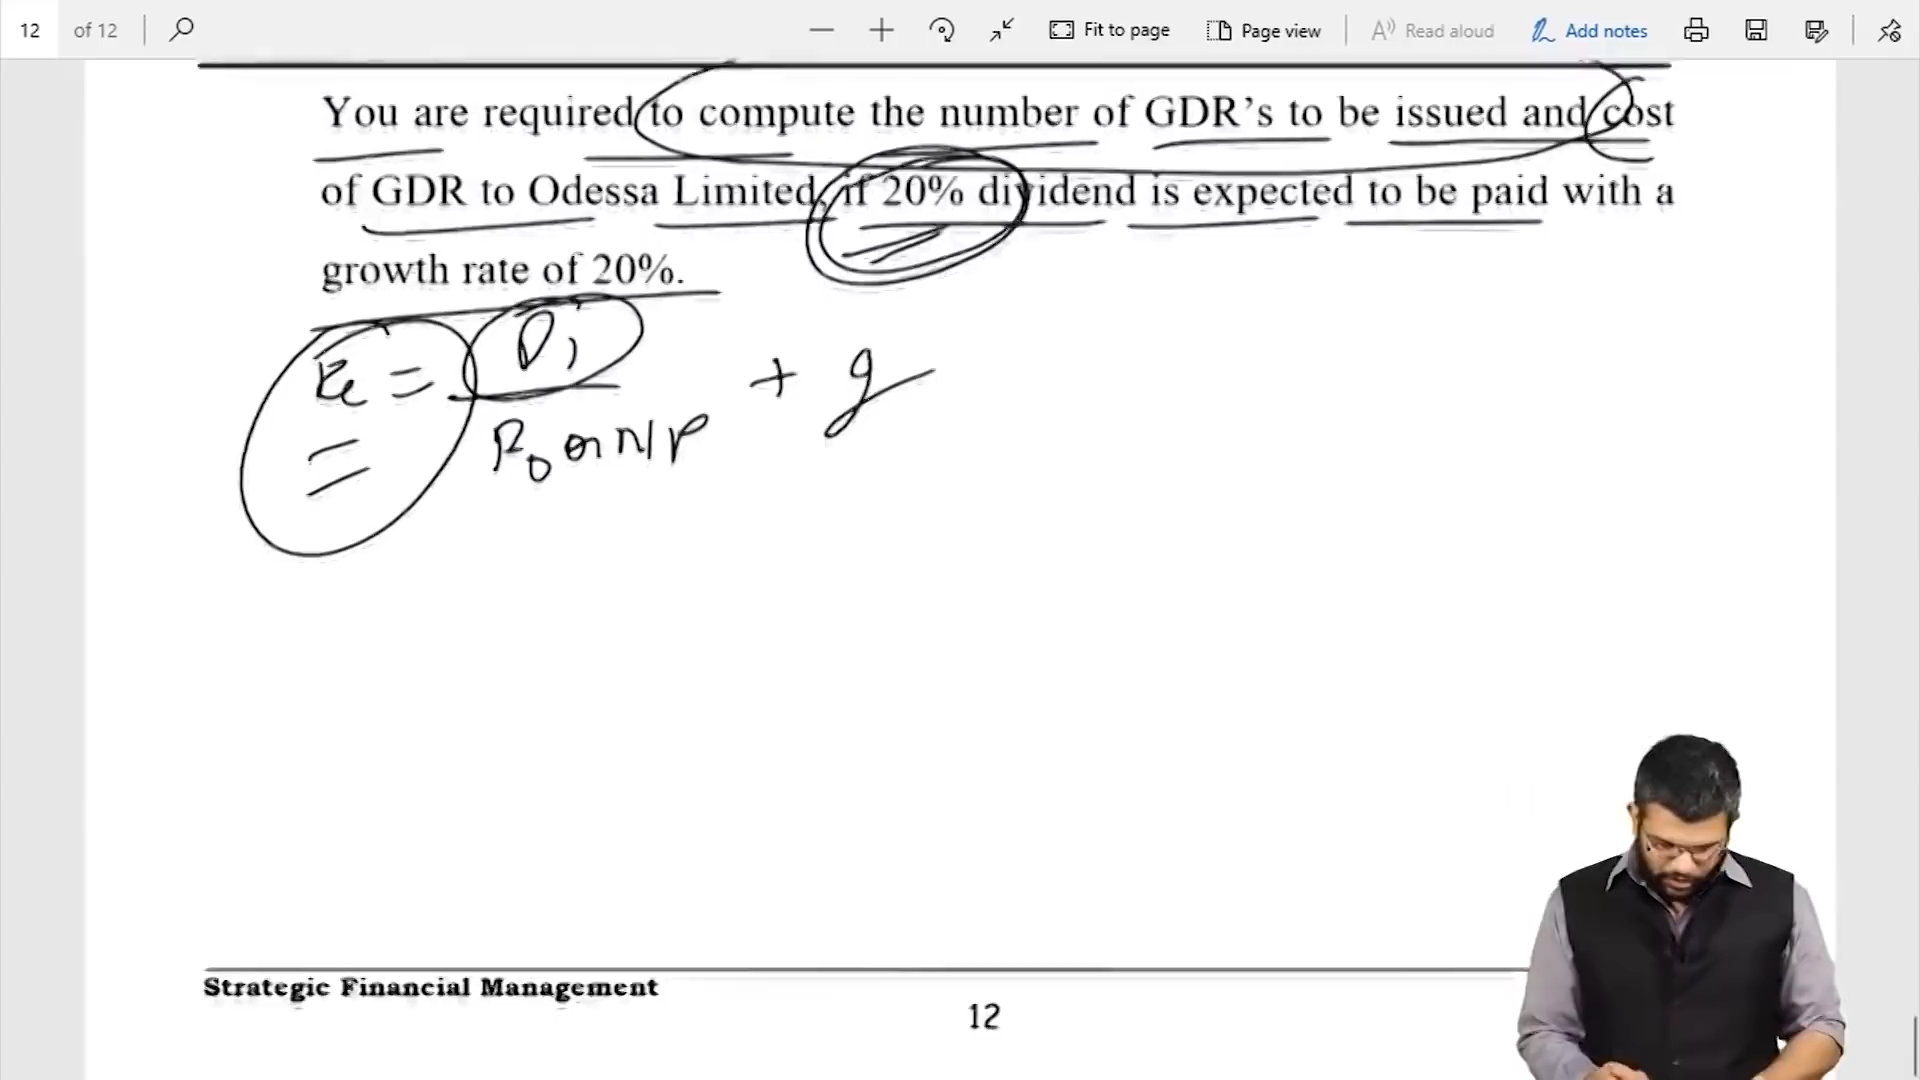 12 of 12 Fit to page Page view Read aloud Add notes
You are required to compute the number of GDR's to be issued and cost
of GDR to Odessa Limited, if 20% dividend is expected to be paid with a
growth rate of 20%.
Ke = D1 + g
P0 or N/P
Strategic Financial Management
12